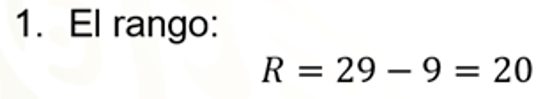 1. El rango:
R = 29 − 9 = 20